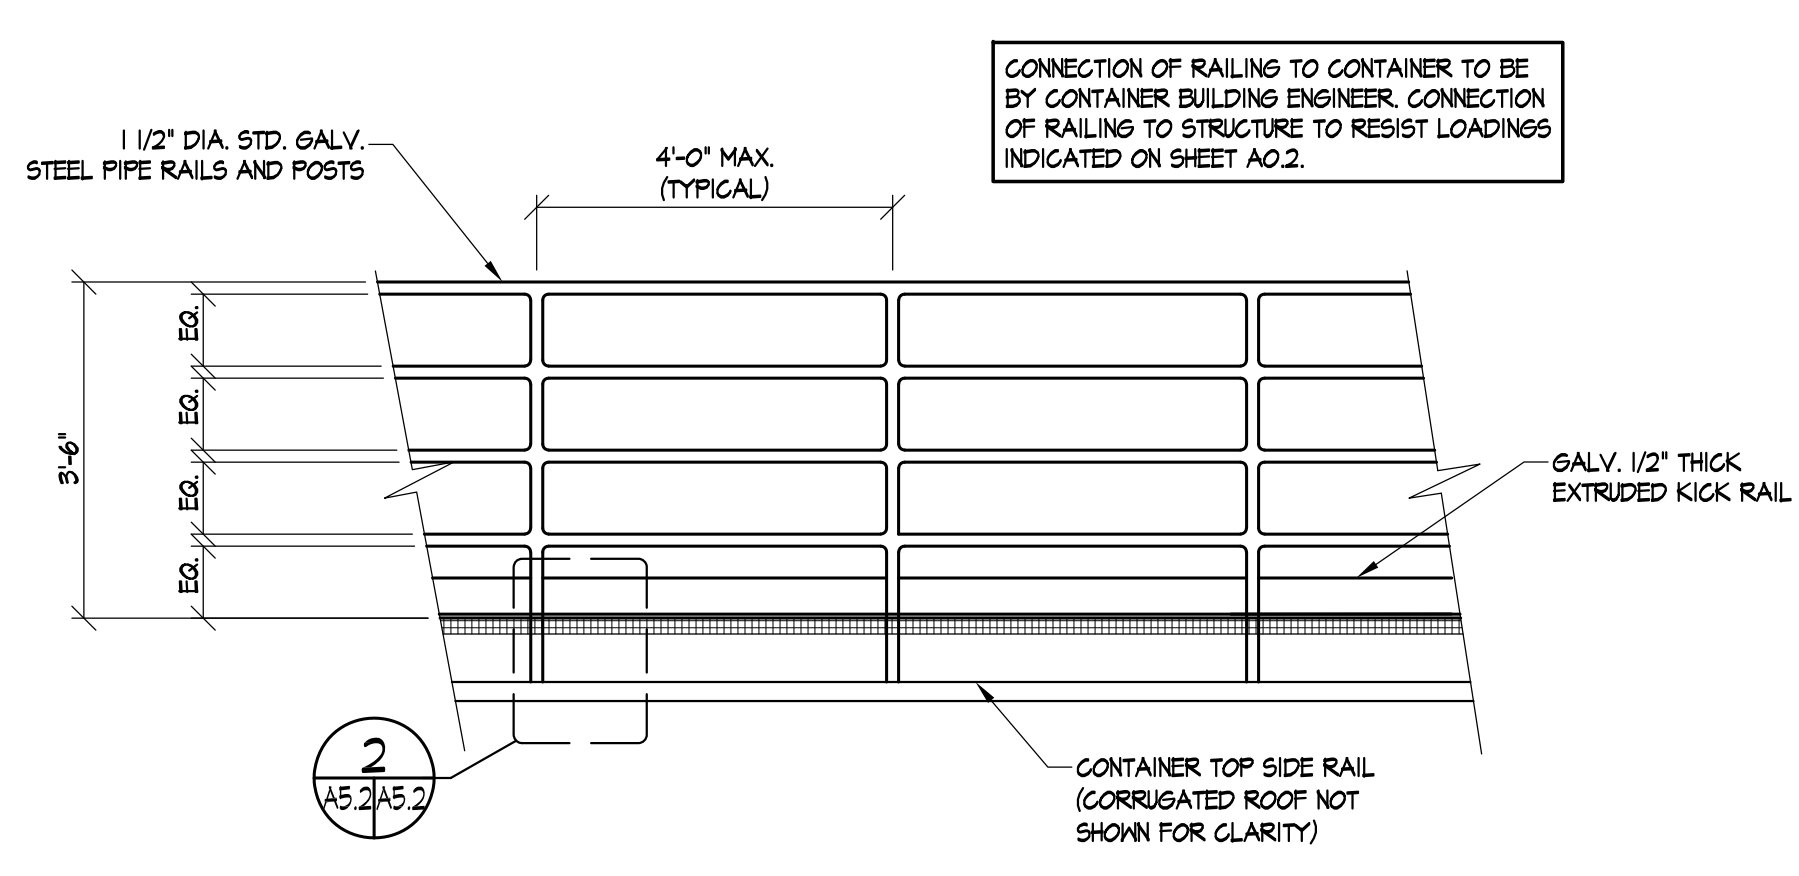 CONNECTION OF RAILING TO CONTAINER TO BE
BY CONTAINER BUILDING ENGINEER. CONNECTION
OF RAILING TO STRUCTURE TO RESIST LOADINGS
INDICATED ON SHEET A0.2.
1 1/2" DIA. STD. GALV.
STEEL PIPE RAILS AND POSTS
4'-0" MAX.
(TYPICAL)
EQ.
EQ.
3'-6"
EQ.
EQ.
GALV. 1/2" THICK
EXTRUDED KICK RAIL
2
A5.2 A5.2
CONTAINER TOP SIDE RAIL
(CORRUGATED ROOF NOT
SHOWN FOR CLARITY)